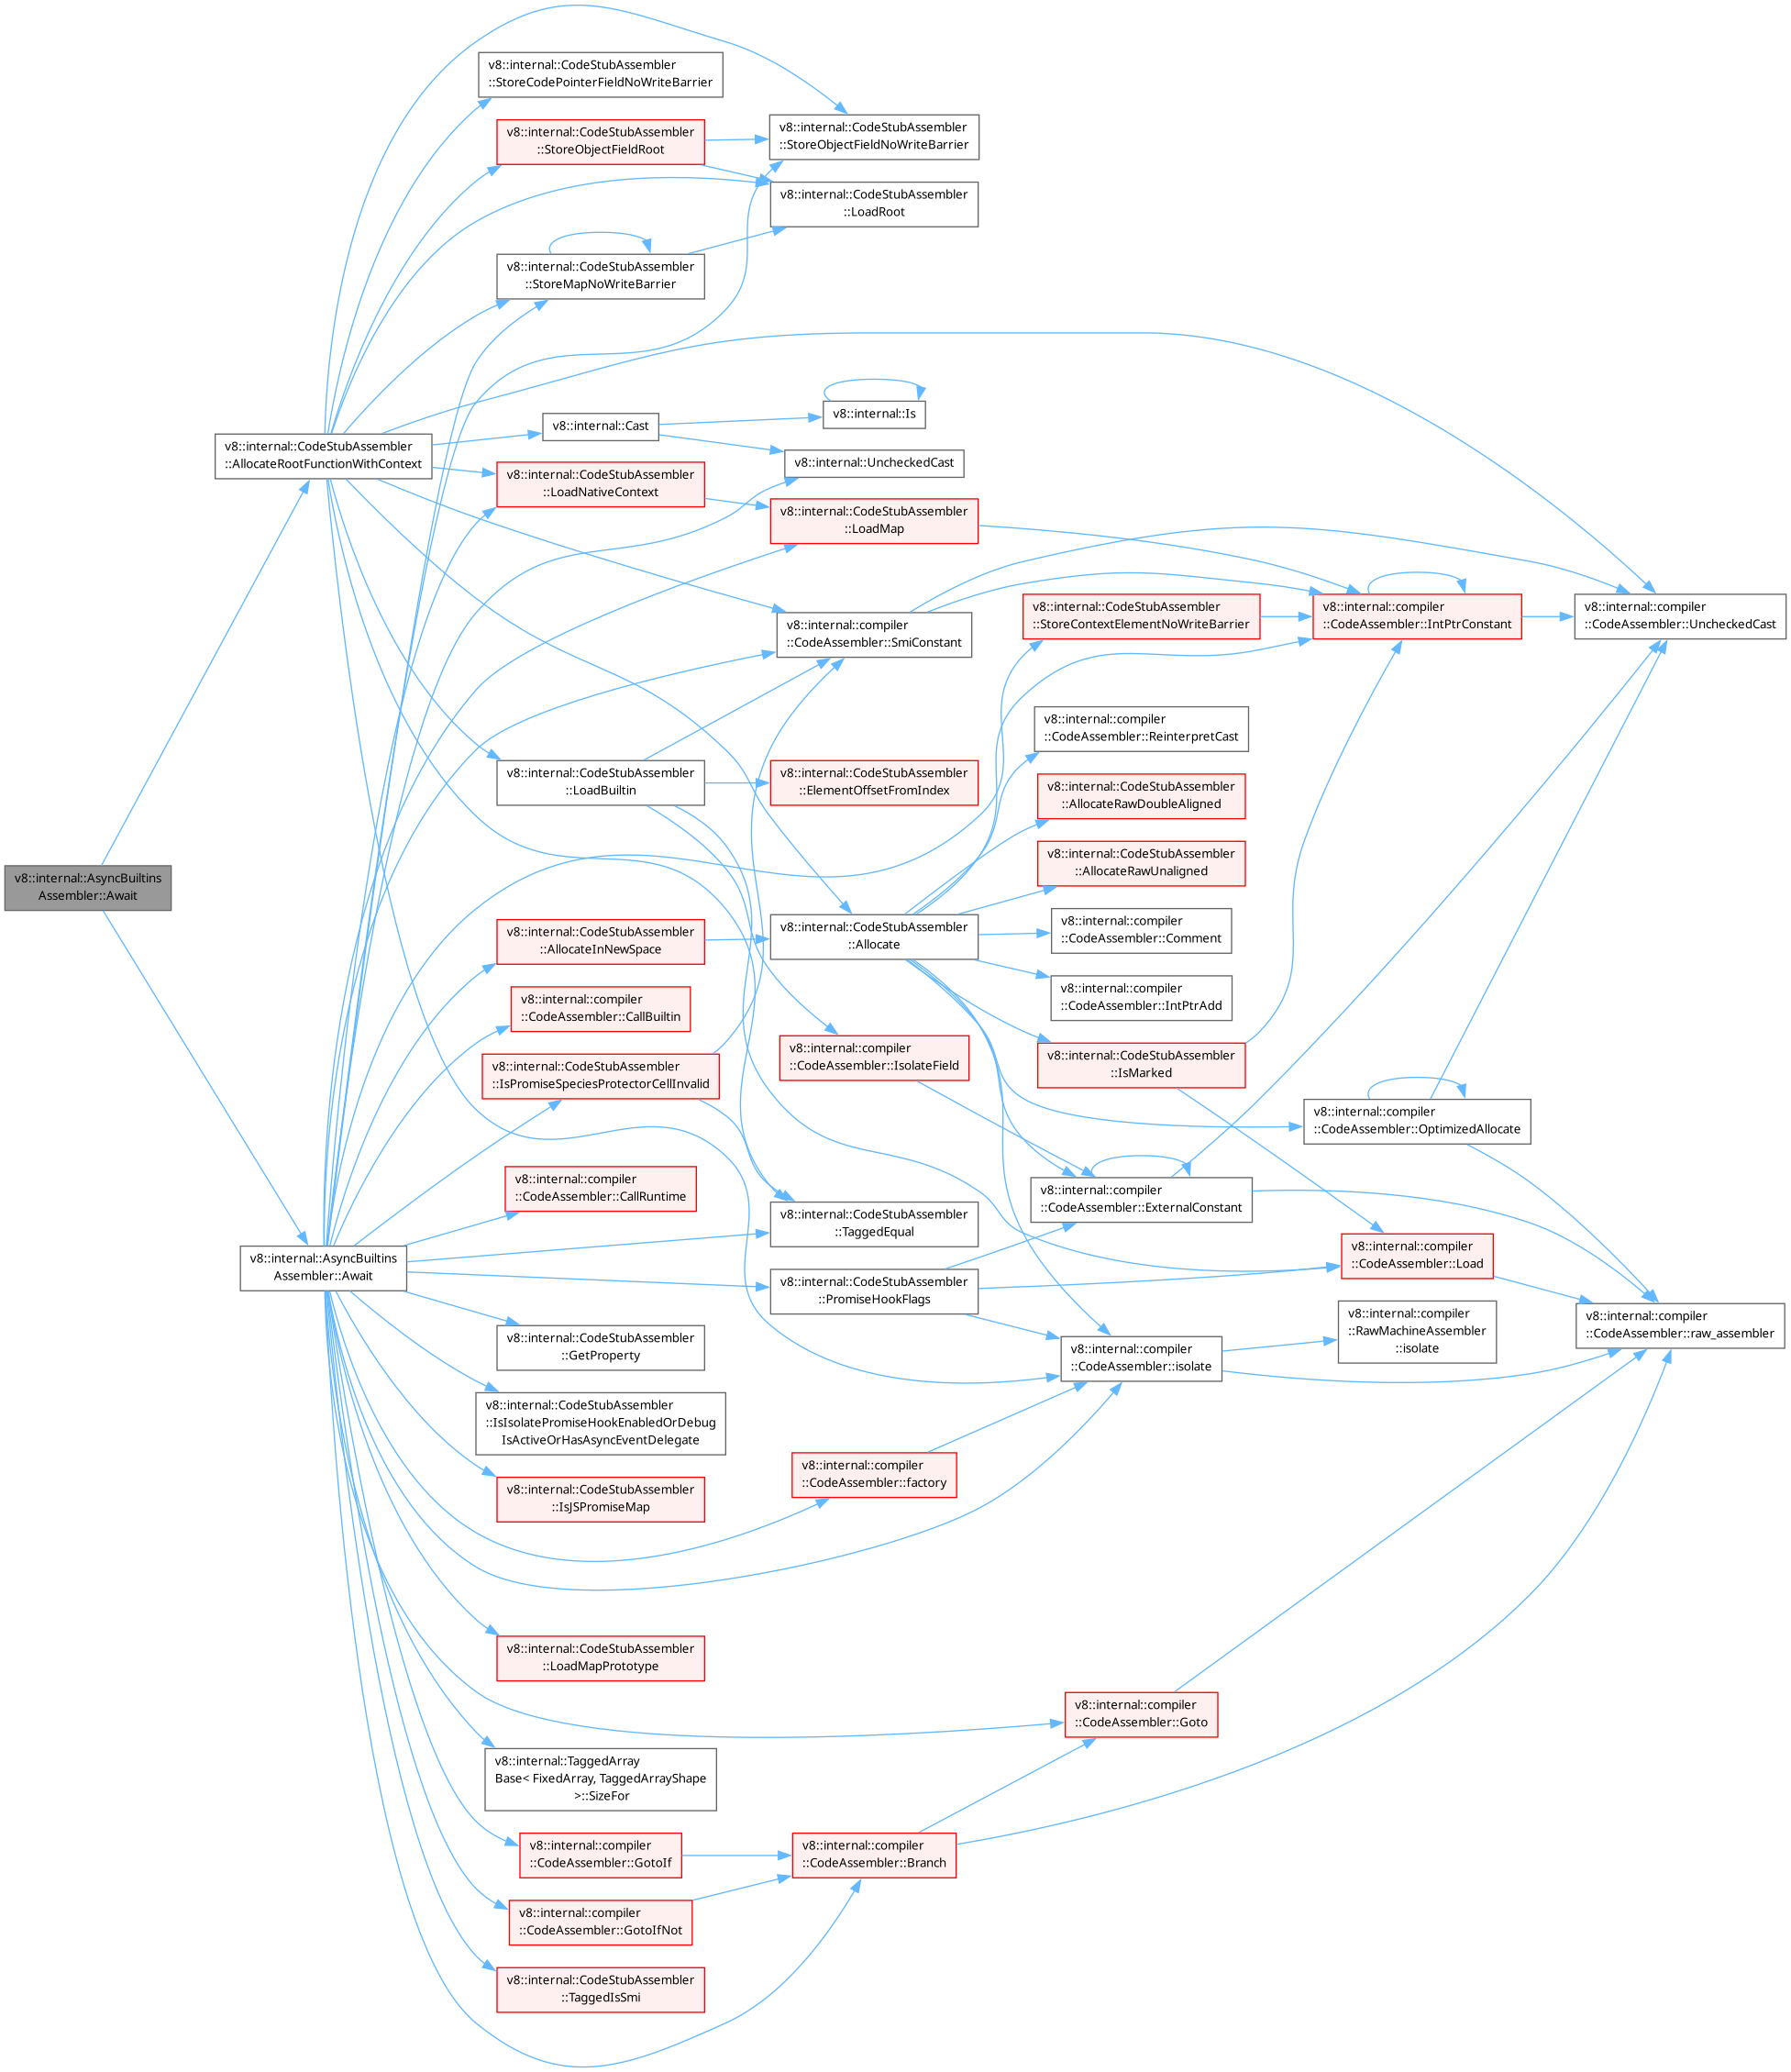 v8::internal::AsyncBuiltins
Assembler::Await
v8::internal::CodeStubAssembler
::AllocateRootFunctionWithContext
v8::internal::AsyncBuiltins
Assembler::Await
v8::internal::CodeStubAssembler
::StoreCodePointerFieldNoWriteBarrier
v8::internal::CodeStubAssembler
::StoreObjectFieldRoot
v8::internal::CodeStubAssembler
::StoreMapNoWriteBarrier
v8::internal::Cast
v8::internal::CodeStubAssembler
::LoadNativeContext
v8::internal::CodeStubAssembler
::LoadBuiltin
v8::internal::CodeStubAssembler
::AllocateInNewSpace
v8::internal::compiler
::CodeAssembler::CallBuiltin
v8::internal::CodeStubAssembler
::IsPromiseSpeciesProtectorCellInvalid
v8::internal::compiler
::CodeAssembler::CallRuntime
v8::internal::CodeStubAssembler
::GetProperty
v8::internal::CodeStubAssembler
::IsIsolatePromiseHookEnabledOrDebug
IsActiveOrHasAsyncEventDelegate
v8::internal::CodeStubAssembler
::IsJSPromiseMap
v8::internal::CodeStubAssembler
::LoadMapPrototype
v8::internal::TaggedArray
Base< FixedArray, TaggedArrayShape
>::SizeFor
v8::internal::compiler
::CodeAssembler::GotoIf
v8::internal::compiler
::CodeAssembler::GotoIfNot
v8::internal::CodeStubAssembler
::TaggedIsSmi
v8::internal::CodeStubAssembler
::StoreObjectFieldNoWriteBarrier
v8::internal::CodeStubAssembler
::LoadRoot
v8::internal::Is
v8::internal::UncheckedCast
v8::internal::CodeStubAssembler
::LoadMap
v8::internal::compiler
::CodeAssembler::SmiConstant
v8::internal::CodeStubAssembler
::ElementOffsetFromIndex
v8::internal::CodeStubAssembler
::Allocate
v8::internal::compiler
::CodeAssembler::IsolateField
v8::internal::CodeStubAssembler
::TaggedEqual
v8::internal::CodeStubAssembler
::PromiseHookFlags
v8::internal::compiler
::CodeAssembler::factory
v8::internal::compiler
::CodeAssembler::Branch
v8::internal::CodeStubAssembler
::StoreContextElementNoWriteBarrier
v8::internal::compiler
::CodeAssembler::ReinterpretCast
v8::internal::CodeStubAssembler
::AllocateRawDoubleAligned
v8::internal::CodeStubAssembler
::AllocateRawUnaligned
v8::internal::compiler
::CodeAssembler::Comment
v8::internal::compiler
::CodeAssembler::IntPtrAdd
v8::internal::CodeStubAssembler
::IsMarked
v8::internal::compiler
::CodeAssembler::ExternalConstant
v8::internal::compiler
::CodeAssembler::isolate
v8::internal::compiler
::CodeAssembler::Goto
v8::internal::compiler
::CodeAssembler::IntPtrConstant
v8::internal::compiler
::CodeAssembler::OptimizedAllocate
v8::internal::compiler
::CodeAssembler::Load
v8::internal::compiler
::RawMachineAssembler
::isolate
v8::internal::compiler
::CodeAssembler::UncheckedCast
v8::internal::compiler
::CodeAssembler::raw_assembler